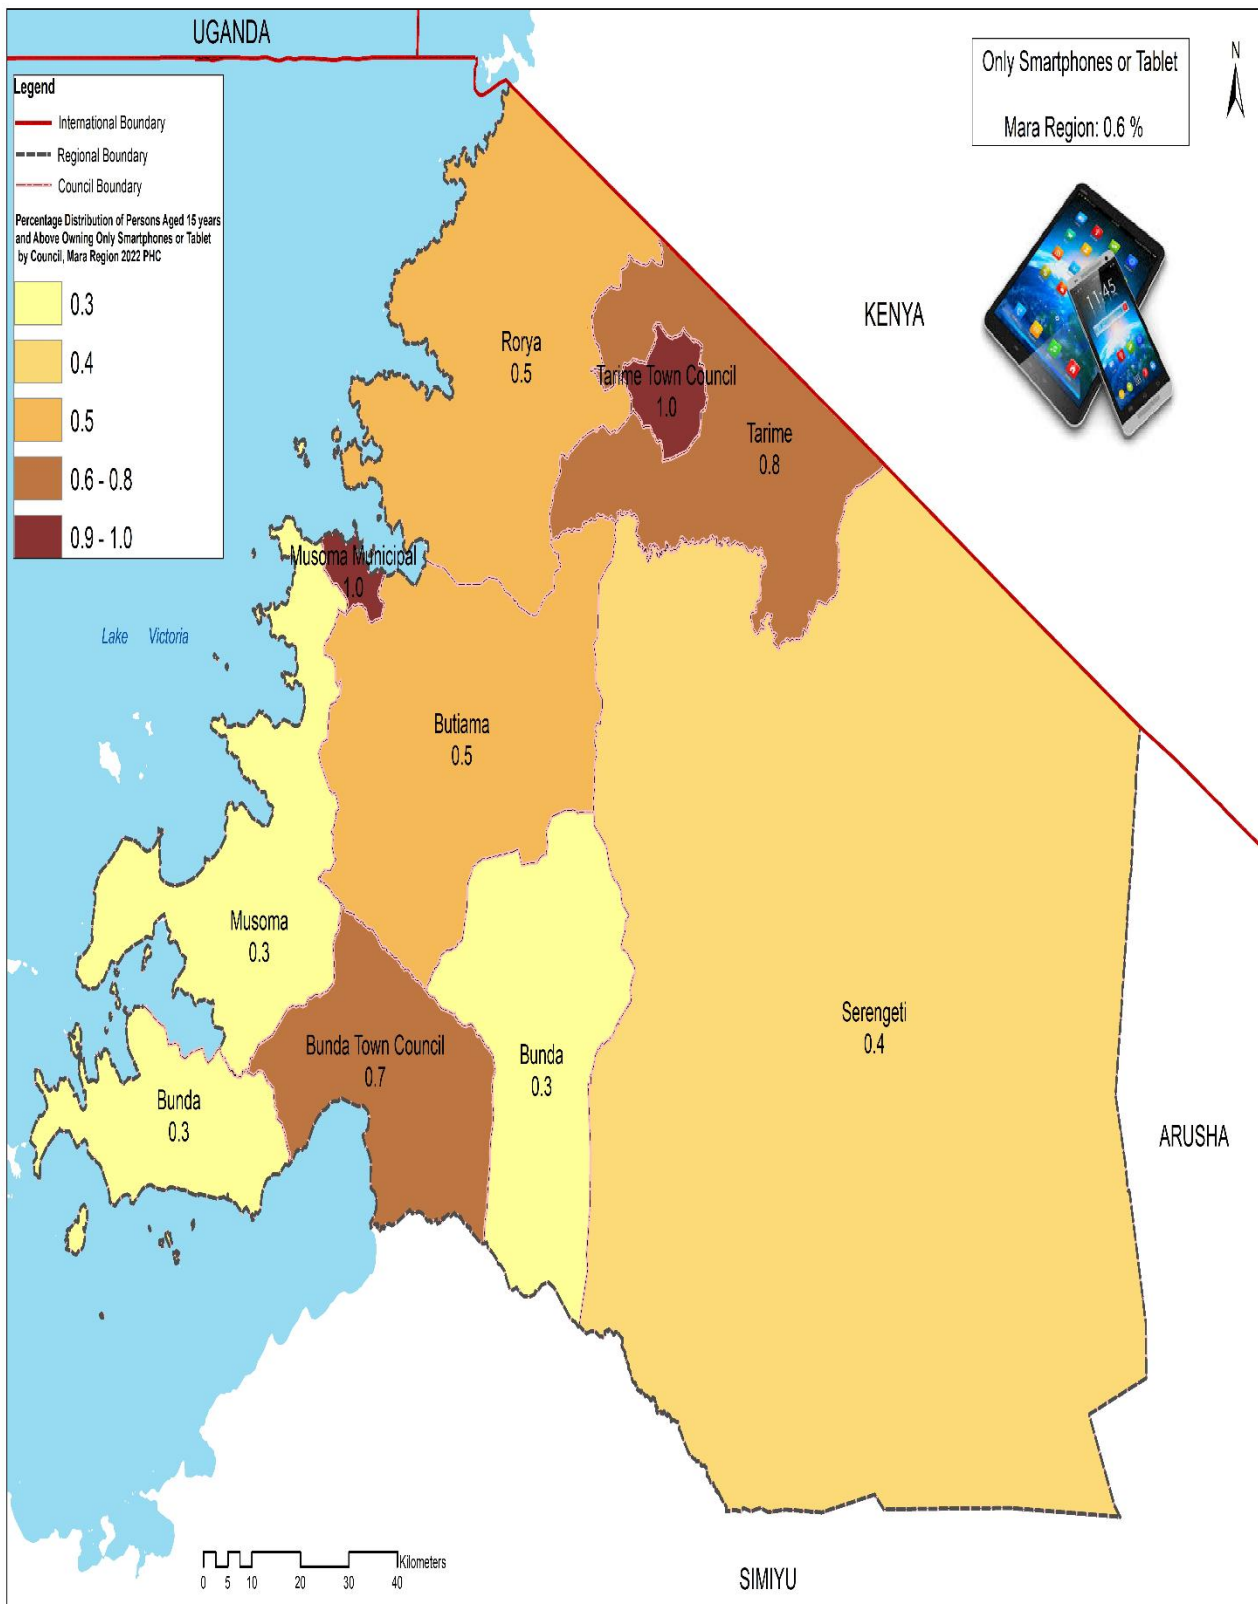 UGANDA
Only Smartphones or Tablet
Mara Region: 0.6 %
N
Legend
International Boundary
Regional Boundary
Council Boundary
Percentage Distribution of Persons Aged 15 years
and Above Owning Only Smartphones or Tablet
by Council, Mara Region 2022 PHC
0.3
0.4
0.5
0.6 - 0.8
0.9 - 1.0
KENYA
11:45
Rorya
0.5
Tarime Town Council
1.0
Tarime
0.8
Musoma Municipal
1.0
Lake Victoria
Butiama
0.5
Musoma
0.3
Serengeti
0.4
Bunda Town Council
0.7
Bunda
0.3
Bunda
0.3
ARUSHA
Kilometers
0 5 10 20 30 40
SIMIYU